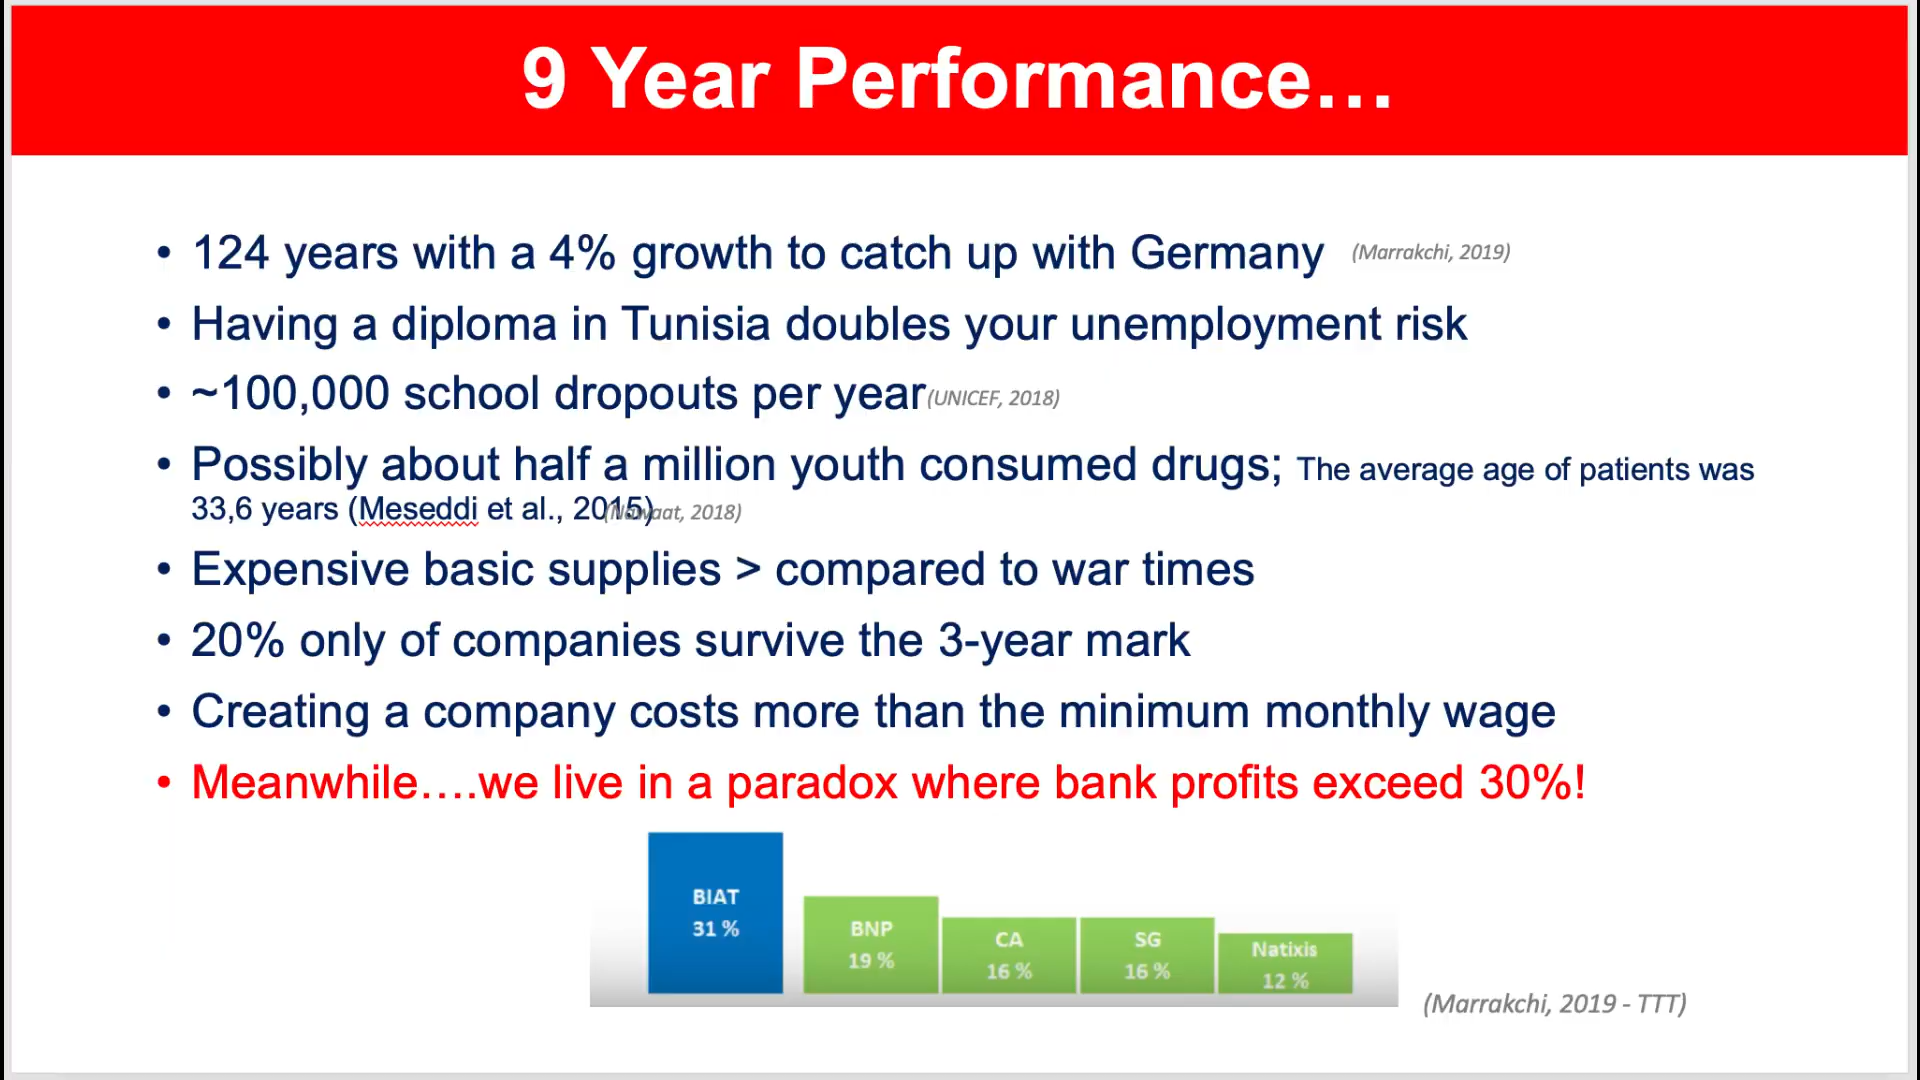 9 Year Performance...
• 124 years with a 4% growth to catch up with Germany (Marrakchi, 2019)
• Having a diploma in Tunisia doubles your unemployment risk
• ~100,000 school dropouts per year (UNICEF, 2018)
• Possibly about half a million youth consumed drugs; The average age of patients was
33,6 years (Meseddi et al., 2015) (Nawaat, 2018)
• Expensive basic supplies > compared to war times
• 20% only of companies survive the 3-year mark
• Creating a company costs more than the minimum monthly wage
• Meanwhile....we live in a paradox where bank profits exceed 30%!
BIAT
31 %
BNP
19 %
CA
16 %
SG
16 %
Natixis
12 %
(Marrakchi, 2019 - TTT)